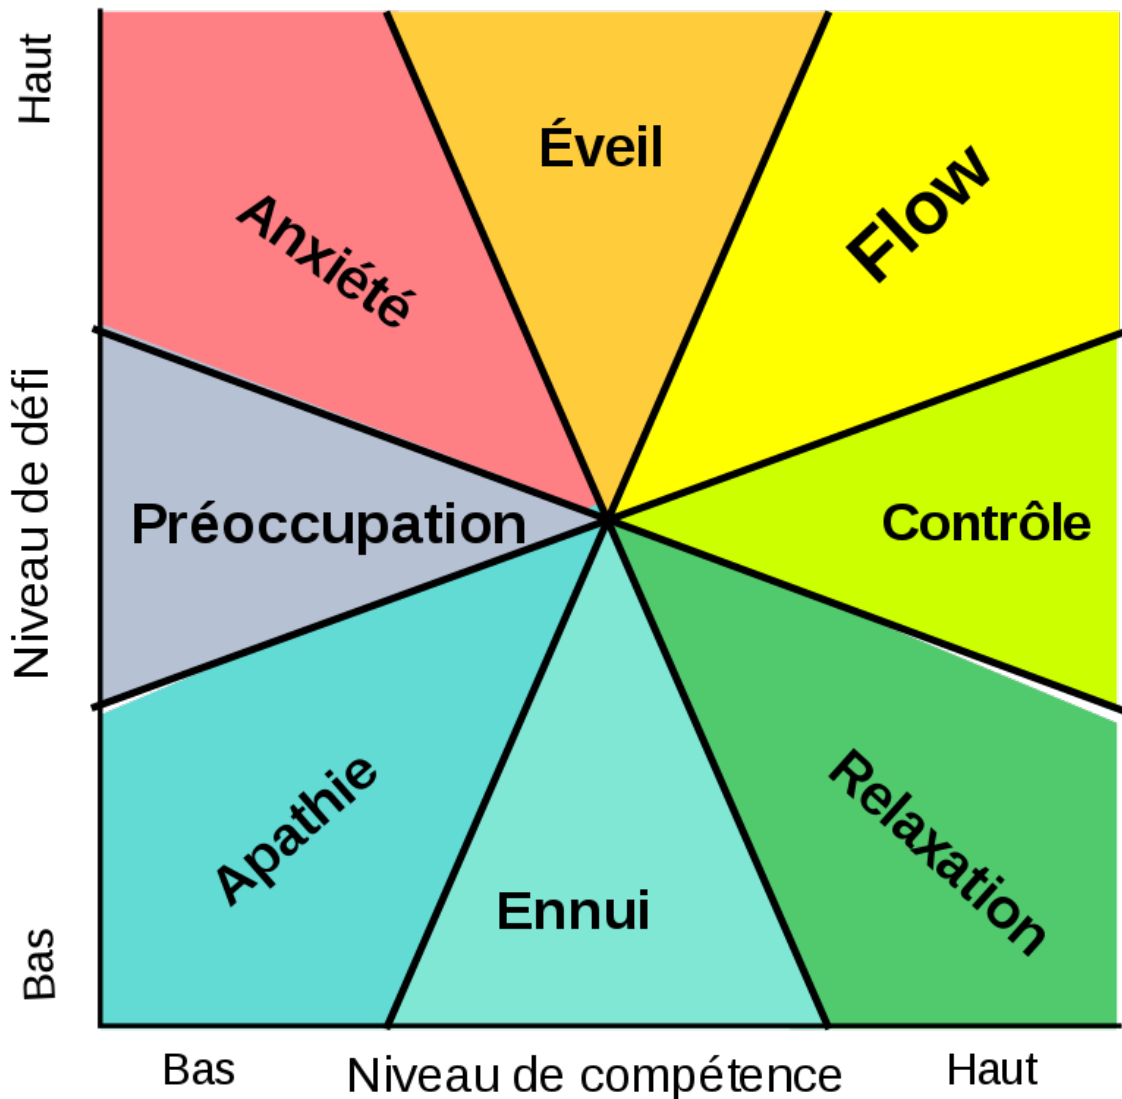 Haut
Éveil
Flow
Anxiété
Niveau de défi
Préoccupation
Contrôle
Apathie
Relaxation
Ennui
Bas
Bas
Niveau de compétence
Haut